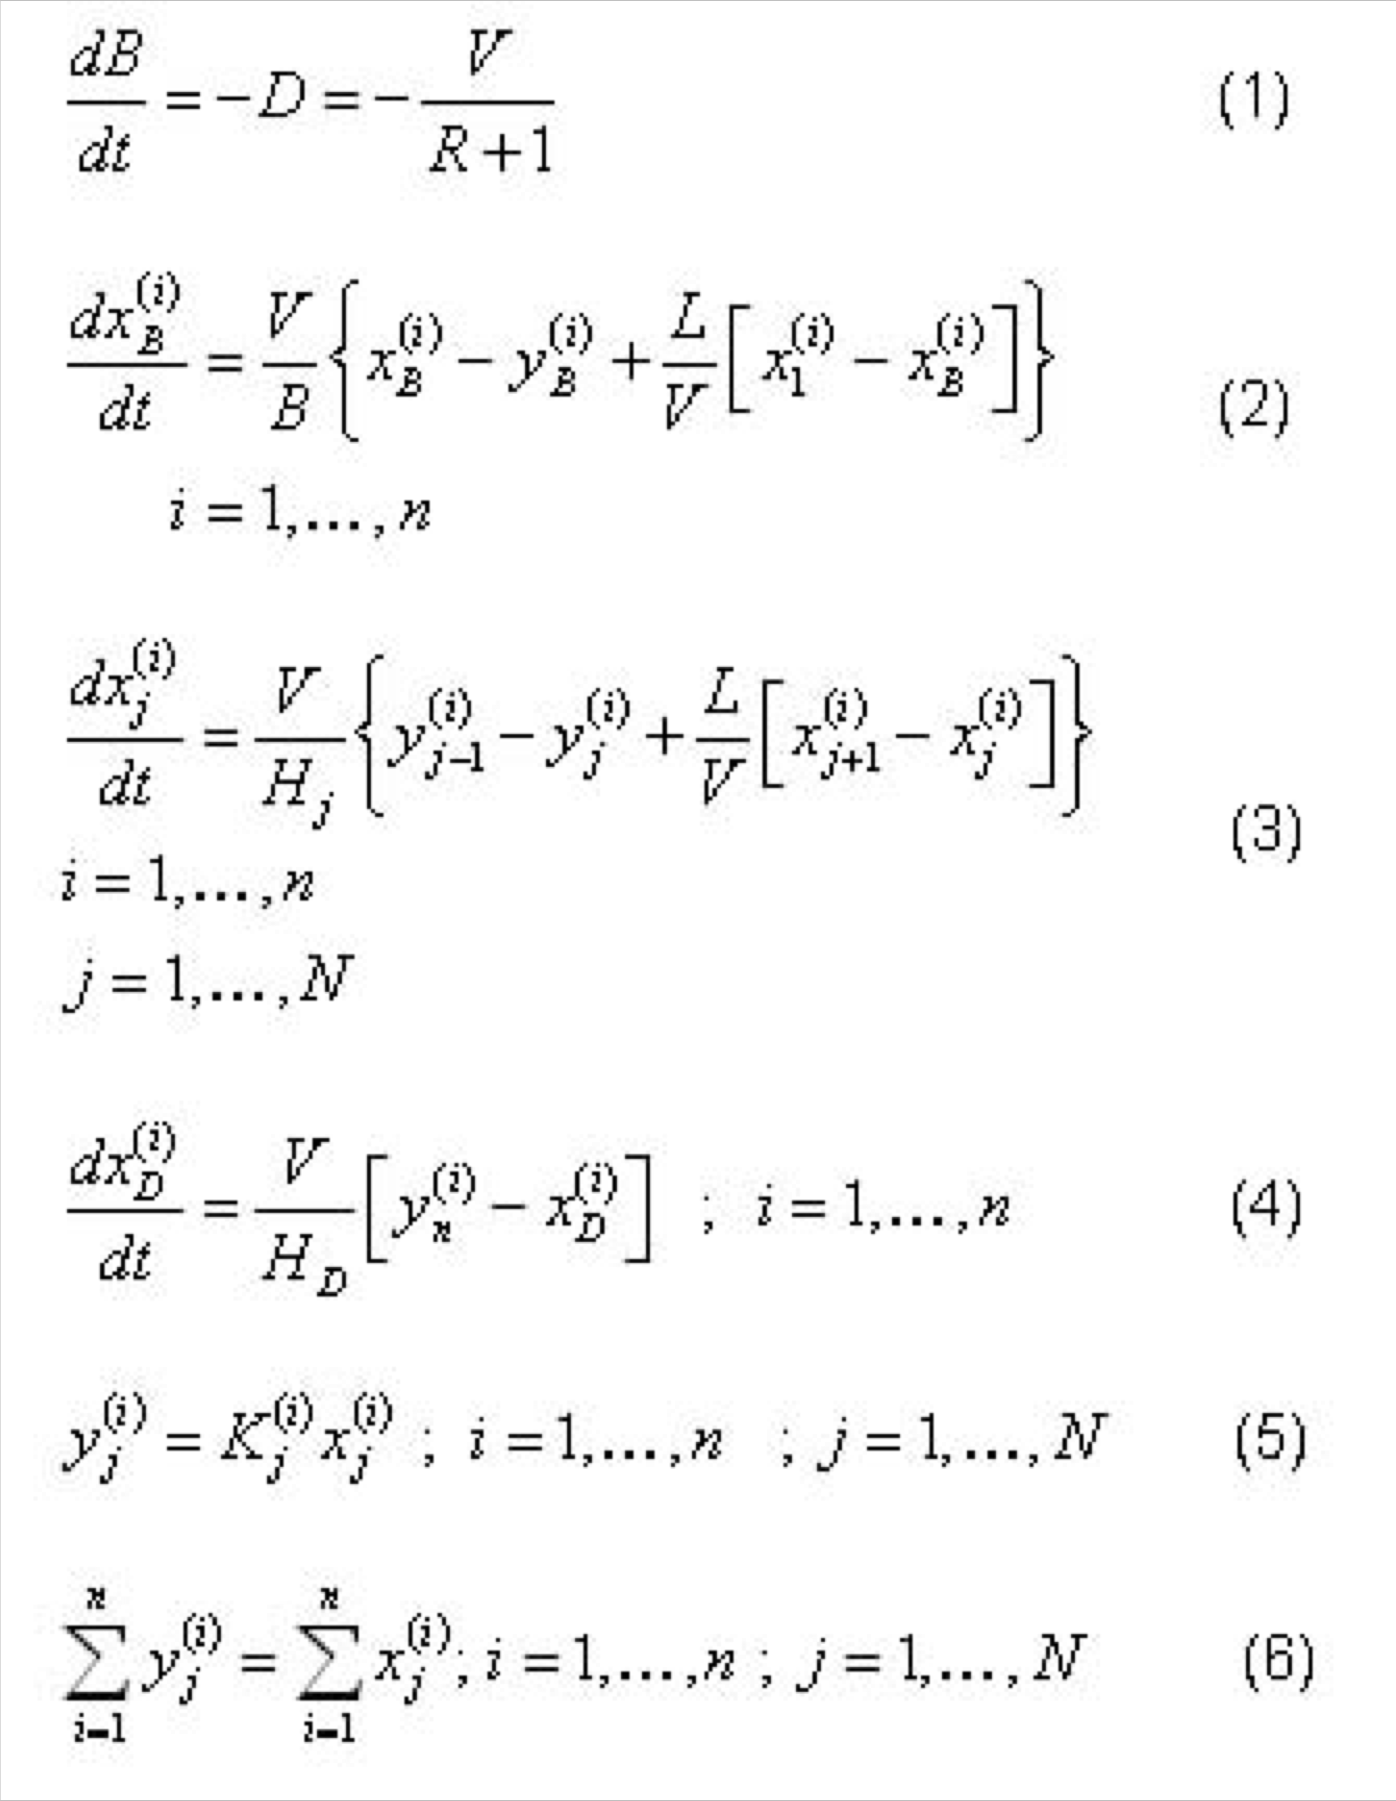 dB/dt = −D = −V/(R+1) (1)
dx_B^(i)/dt = V/B { x_B^(i) − y_B^(i) + L/V [ x_1^(i) − x_B^(i) ] } (2)
i = 1,...,n
dx_j^(i)/dt = V/H_j { y_{j−1}^(i) − y_j^(i) + L/V [ x_{j+1}^(i) − x_j^(i) ] } (3)
i = 1,...,n
j = 1,...,N
dx_D^(i)/dt = V/H_D [ y_n^(i) − x_D^(i) ] ; i = 1,...,n (4)
y_j^(i) = K_j^(i) x_j^(i) ; i = 1,...,n ; j = 1,...,N (5)
∑_{i=1}^{n} y_j^(i) = ∑_{i=1}^{n} x_j^(i) ; i = 1,...,n ; j = 1,...,N (6)